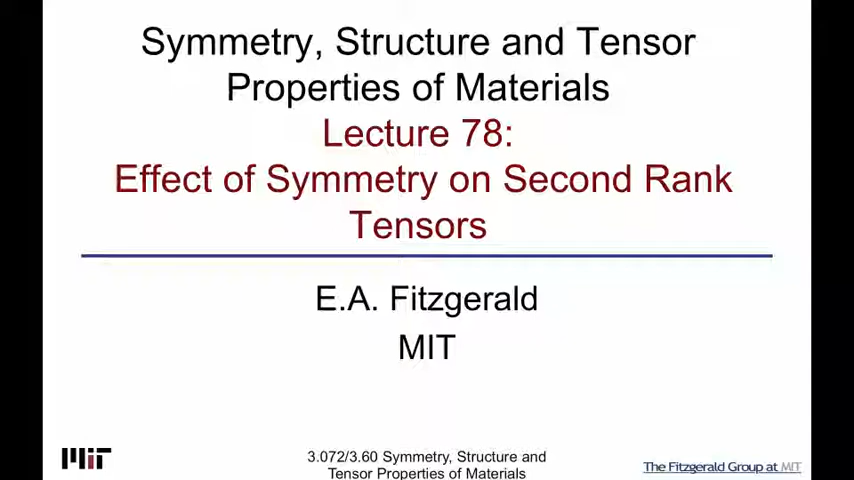 Symmetry, Structure and Tensor
Properties of Materials
Lecture 78:
Effect of Symmetry on Second Rank
Tensors
E.A. Fitzgerald
MIT
MIT
3.072/3.60 Symmetry, Structure and
Tensor Properties of Materials
The Fitzgerald Group at MIT